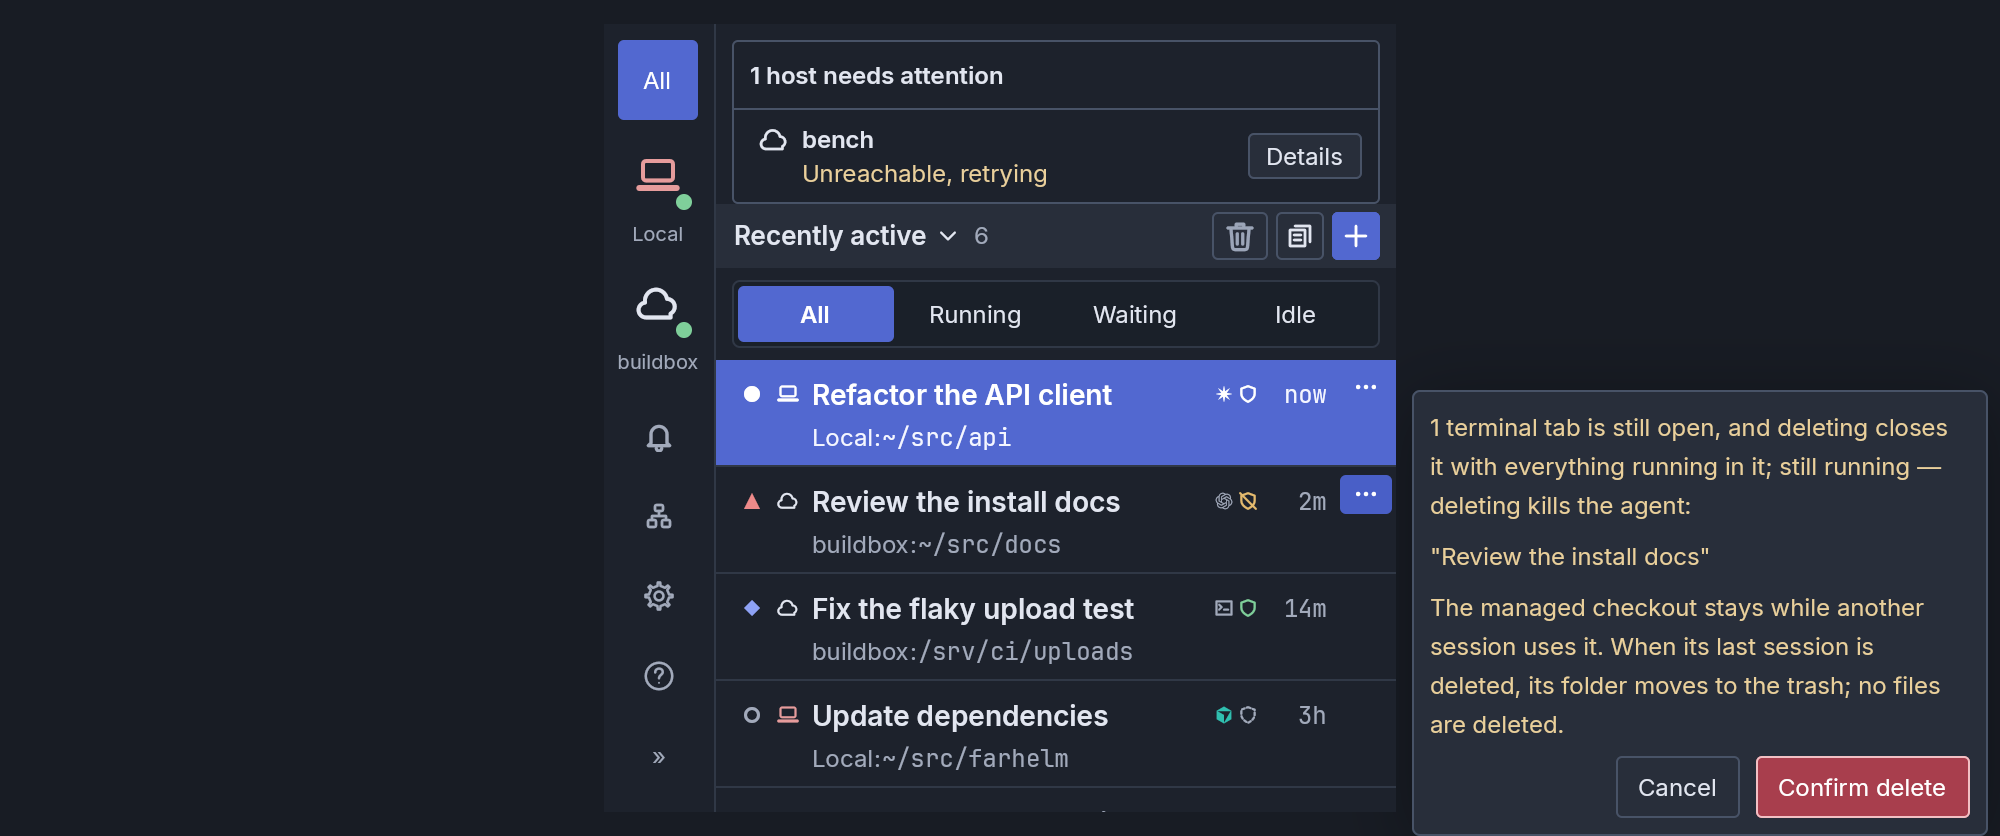 All
Local
buildbox
»
1 host needs attention
bench
Unreachable, retrying
Details
Recently active 6
All Running Waiting Idle
Refactor the API client now
Local:~/src/api
Review the install docs 2m
buildbox:~/src/docs
Fix the flaky upload test 14m
buildbox:/srv/ci/uploads
Update dependencies 3h
Local:~/src/farhelm
1 terminal tab is still open, and deleting closes
it with everything running in it; still running —
deleting kills the agent:
"Review the install docs"
The managed checkout stays while another
session uses it. When its last session is
deleted, its folder moves to the trash; no files
are deleted.
Cancel Confirm delete